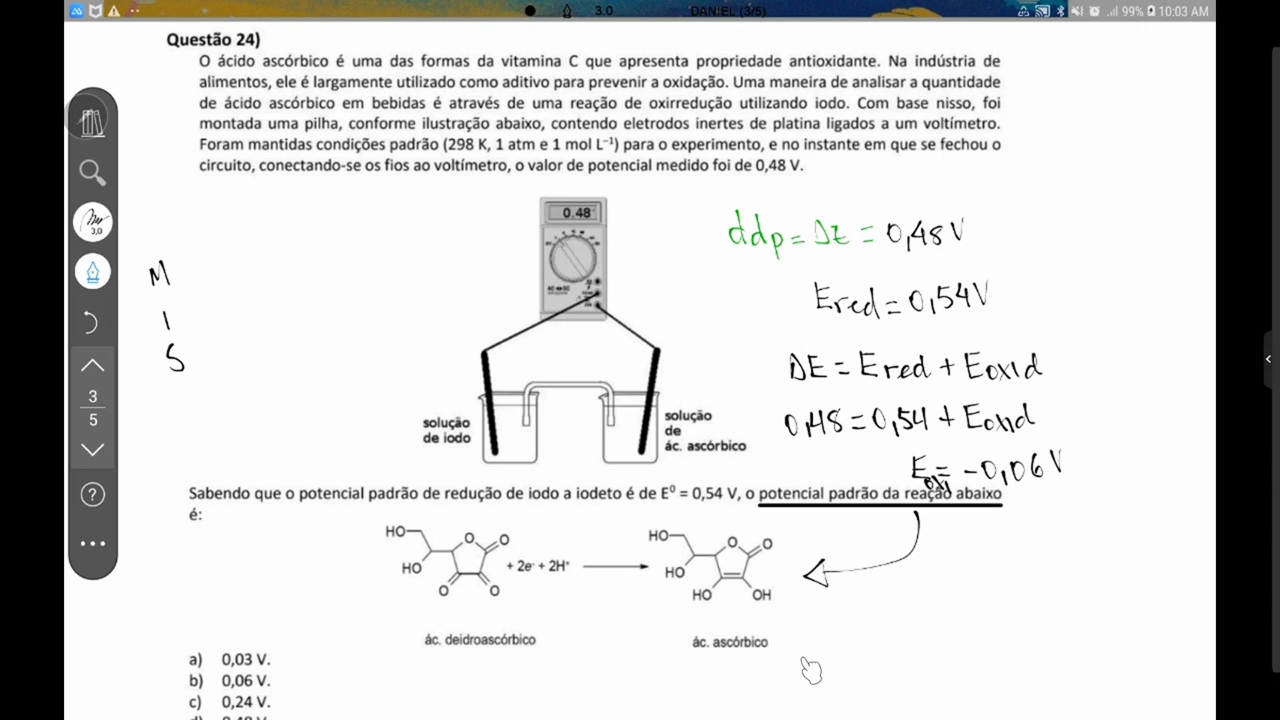 3.0
DANIEL (3/5)
99%
10:03 AM
Questão 24)
O ácido ascórbico é uma das formas da vitamina C que apresenta propriedade antioxidante. Na indústria de
alimentos, ele é largamente utilizado como aditivo para prevenir a oxidação. Uma maneira de analisar a quantidade
de ácido ascórbico em bebidas é através de uma reação de oxirredução utilizando iodo. Com base nisso, foi
montada uma pilha, conforme ilustração abaixo, contendo eletrodos inertes de platina ligados a um voltímetro.
Foram mantidas condições padrão (298 K, 1 atm e 1 mol L⁻¹) para o experimento, e no instante em que se fechou o
circuito, conectando-se os fios ao voltímetro, o valor de potencial medido foi de 0,48 V.
3,0
3
5
?
M
I
S
0.48
ddp = Δε = 0,48 V
Ered = 0,54 V
ΔE = Ered + Eoxid
0,48 = 0,54 + Eoxid
Eoxi = -0,06 V
solução
de iodo
solução
de
ác. ascórbico
Sabendo que o potencial padrão de redução de iodo a iodeto é de E⁰ = 0,54 V, o potencial padrão da reação abaixo
é:
HO
HO
O
O
O
O
+ 2e⁻ + 2H⁺
HO
HO
O
O
HO
OH
ác. deidroascórbico
ác. ascórbico
a) 0,03 V.
b) 0,06 V.
c) 0,24 V.